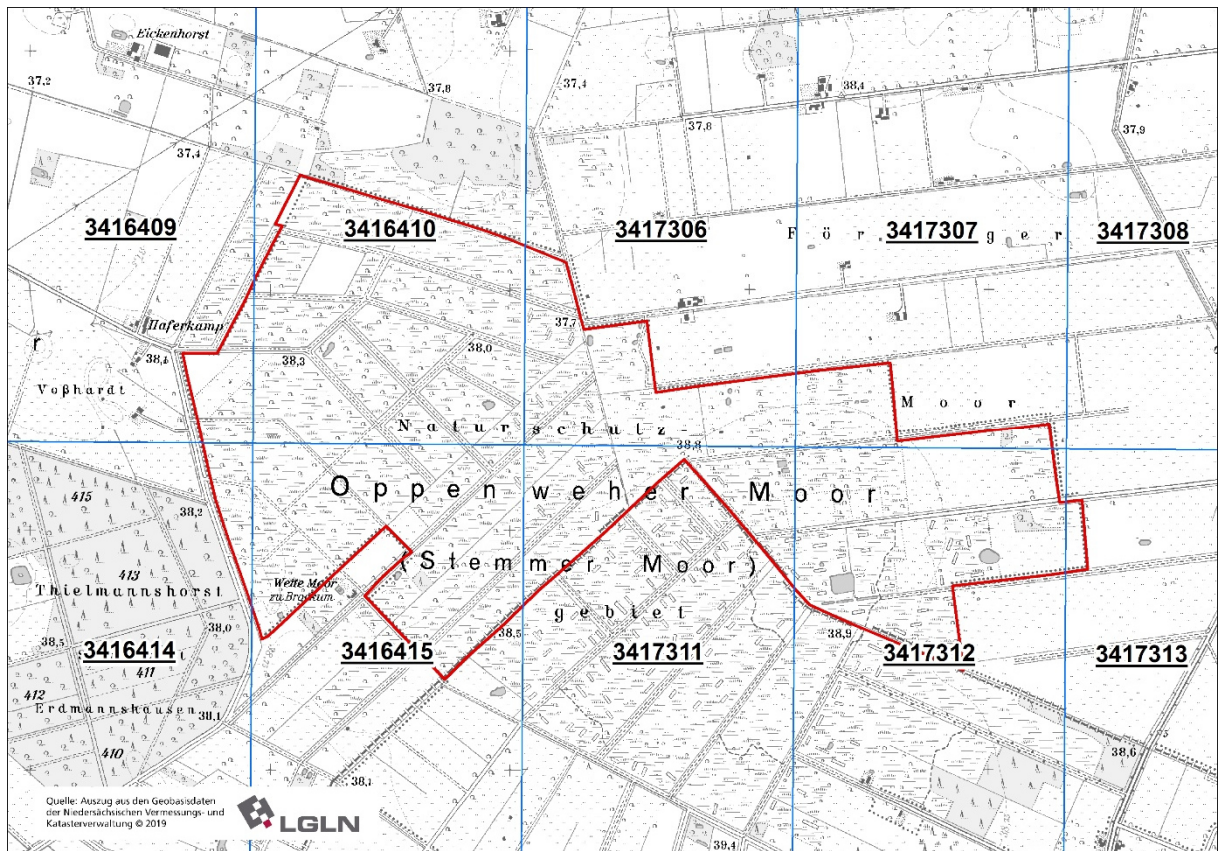 Eickenhorst
37,2
37,8
37,4
38,4
37,8
37,9
37,4
3416409
3416410
3417306
3417307
3417308
F ö r . g e r
Haferkamp
37,7
38,4
38,3
38,0
r
Voßhardt
M o o r
N a t u r s c h u t z -
38,8
415
O p p e n w e h e r M o o r
38,2
413
Thielmannshorst
(S t e m m e r M o o r)
Weße Moor
zu Brockum
g e b i e t
38,0
38,5
38,5
38,9
3416414
3416415
3417311
3417312
3417313
411
412
Erdmannshausen
38,1
410
38,6
38,1
39,4
Quelle: Auszug aus den Geobasisdaten
der Niedersächsischen Vermessungs- und
Katasterverwaltung © 2019
LGLN